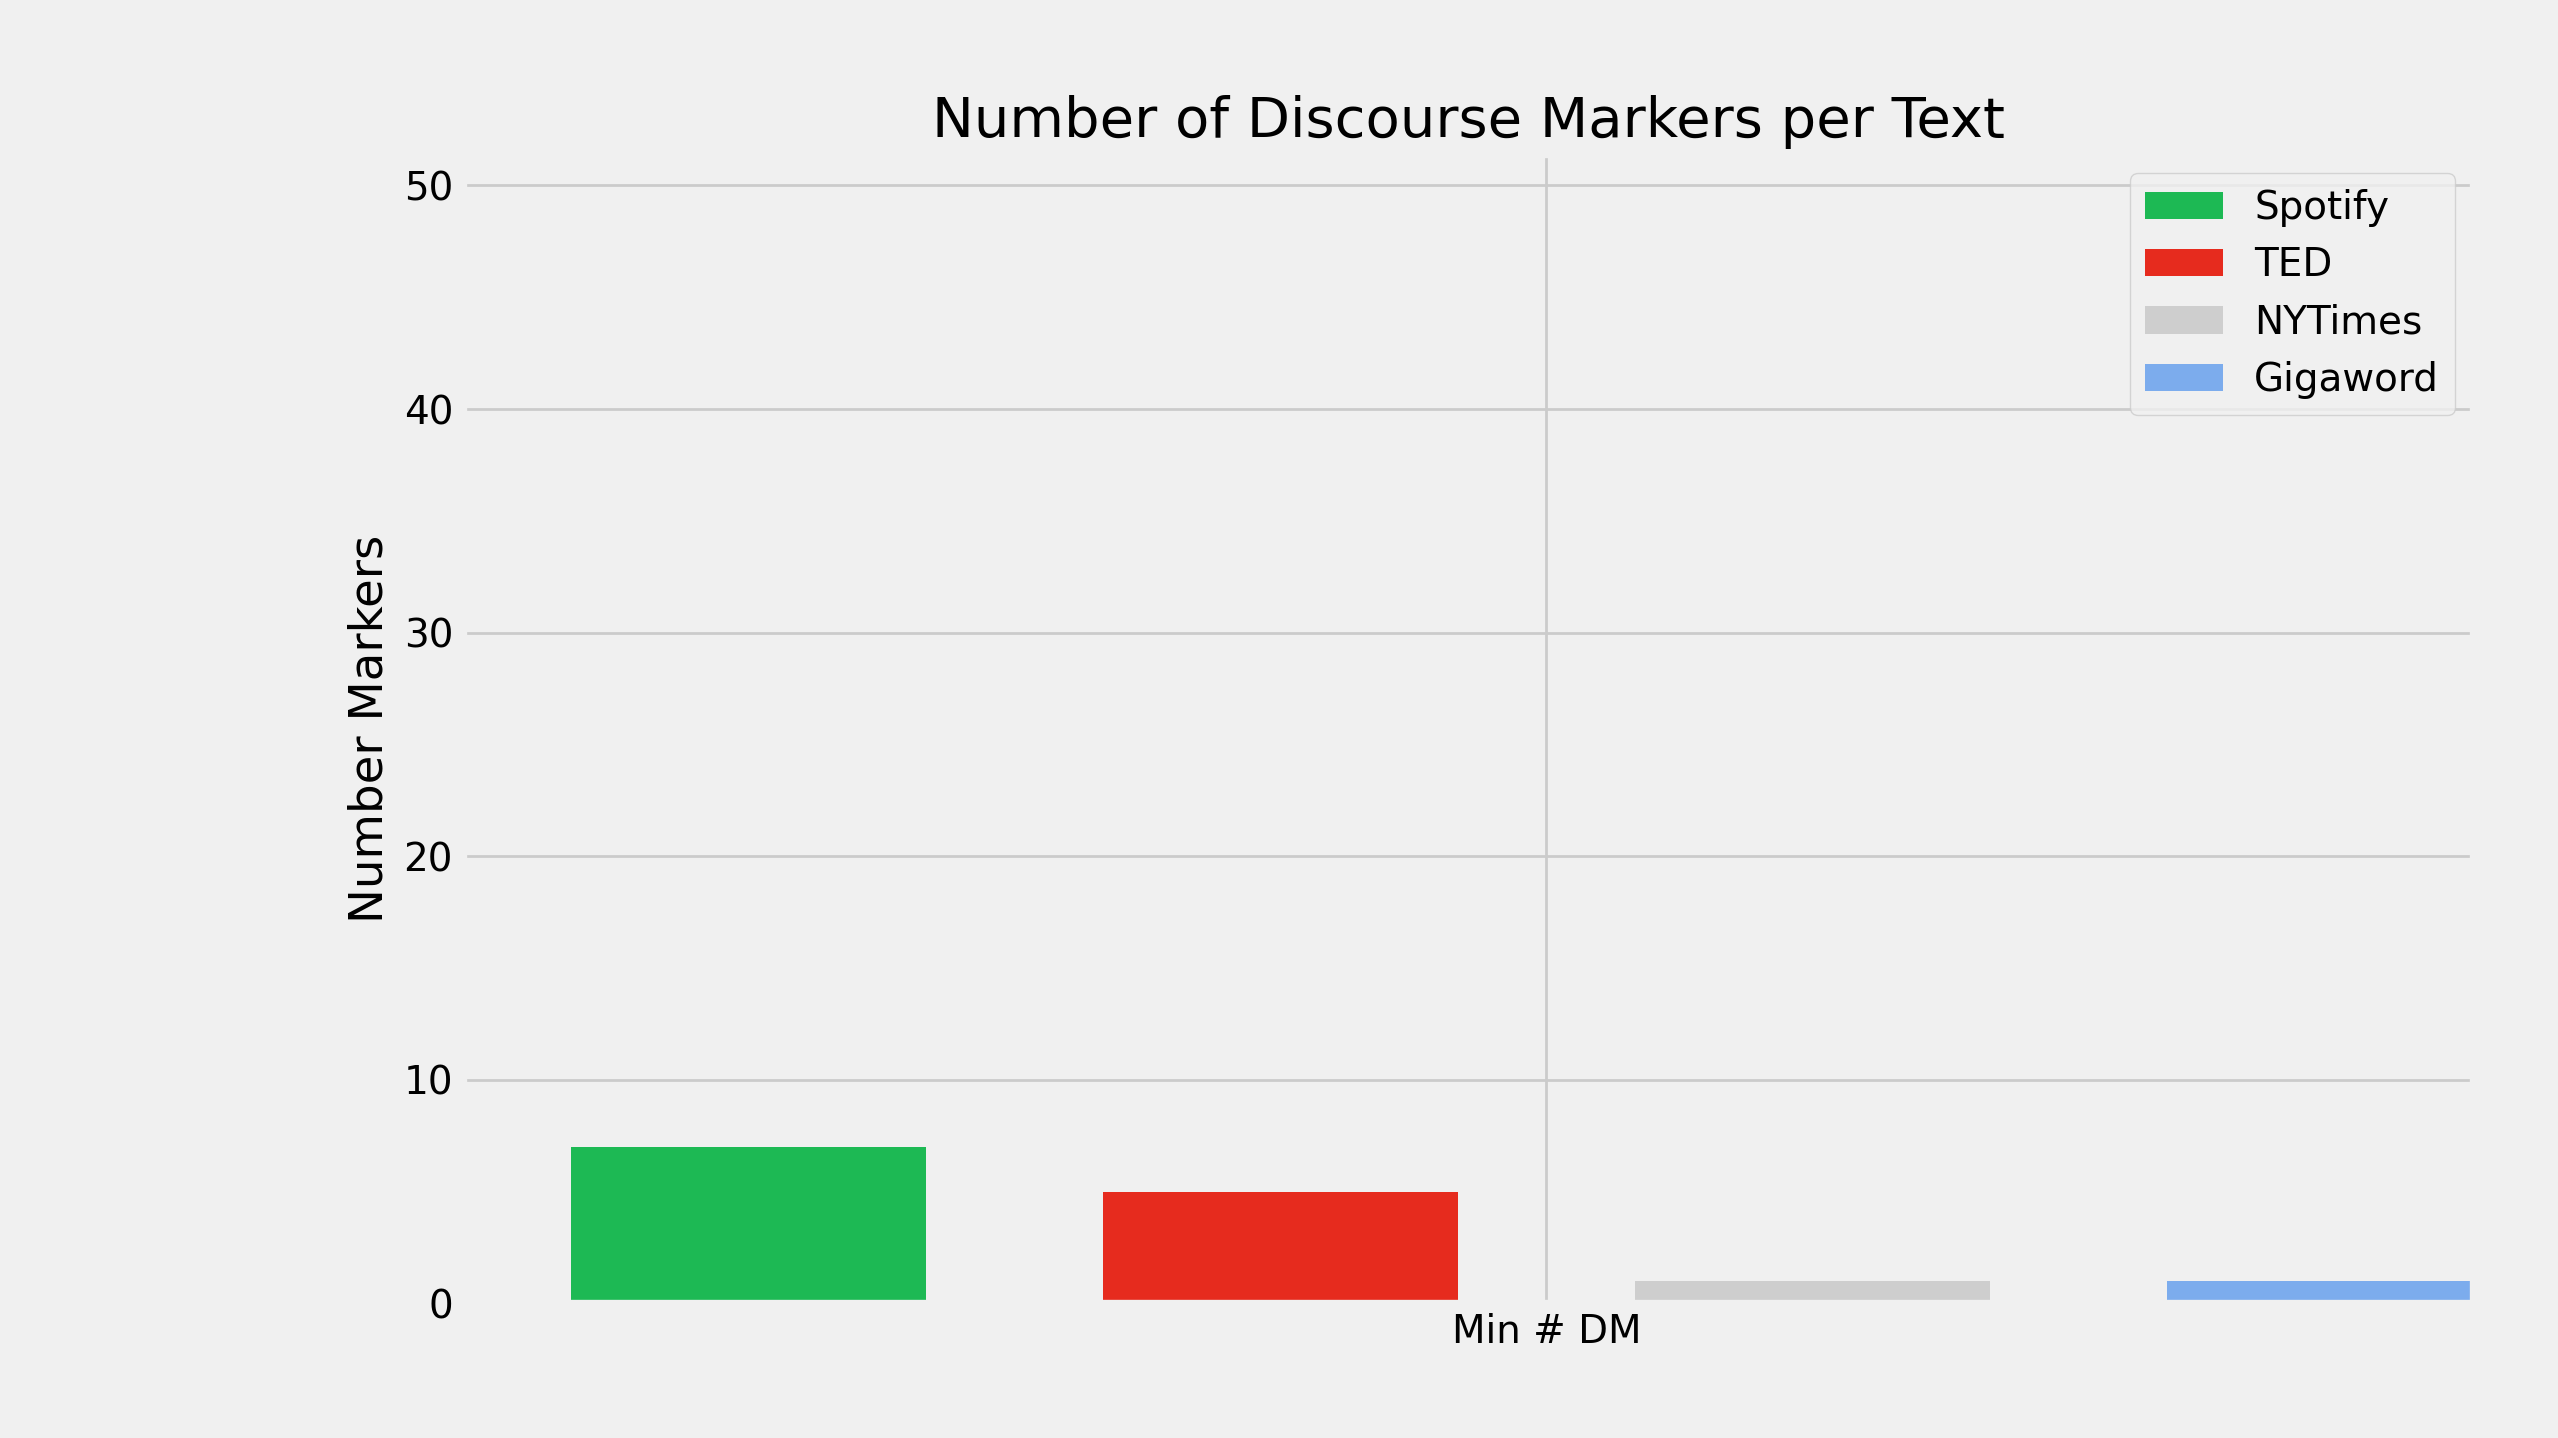 Number of Discourse Markers per Text
50
40
30
20
10
0
Number Markers
Spotify
TED
NYTimes
Gigaword
Min # DM